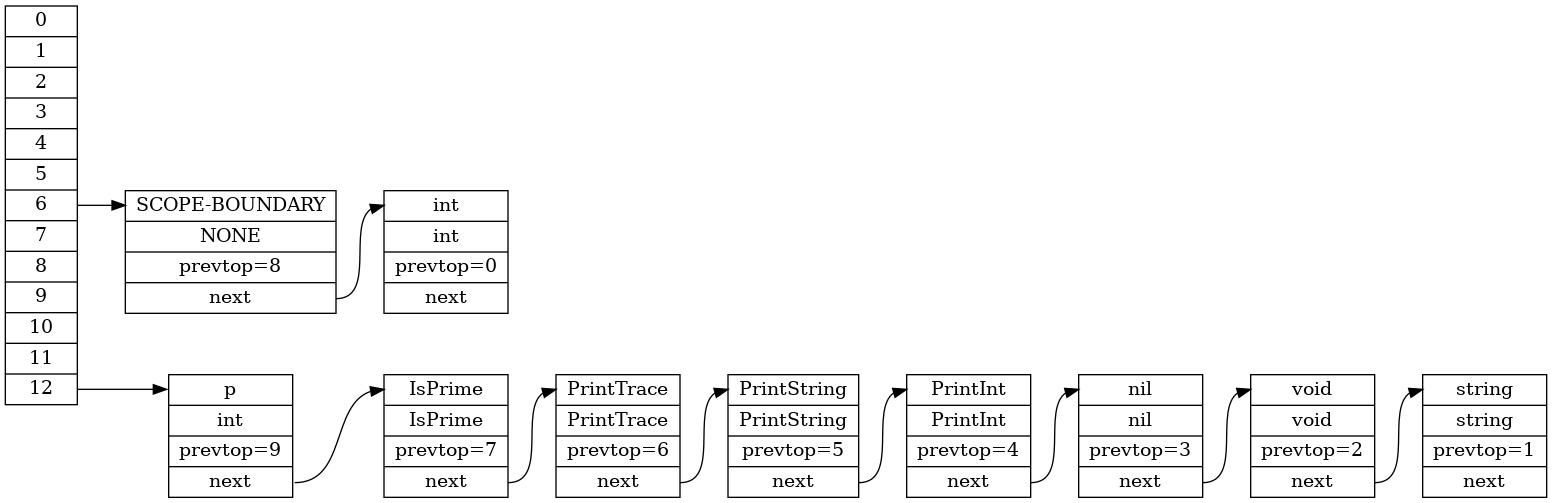 0
1
2
3
4
5
6
7
8
9
10
11
12
SCOPE-BOUNDARY
NONE
prevtop=8
next
int
int
prevtop=0
next
p
int
prevtop=9
next
IsPrime
IsPrime
prevtop=7
next
PrintTrace
PrintTrace
prevtop=6
next
PrintString
PrintString
prevtop=5
next
PrintInt
PrintInt
prevtop=4
next
nil
nil
prevtop=3
next
void
void
prevtop=2
next
string
string
prevtop=1
next